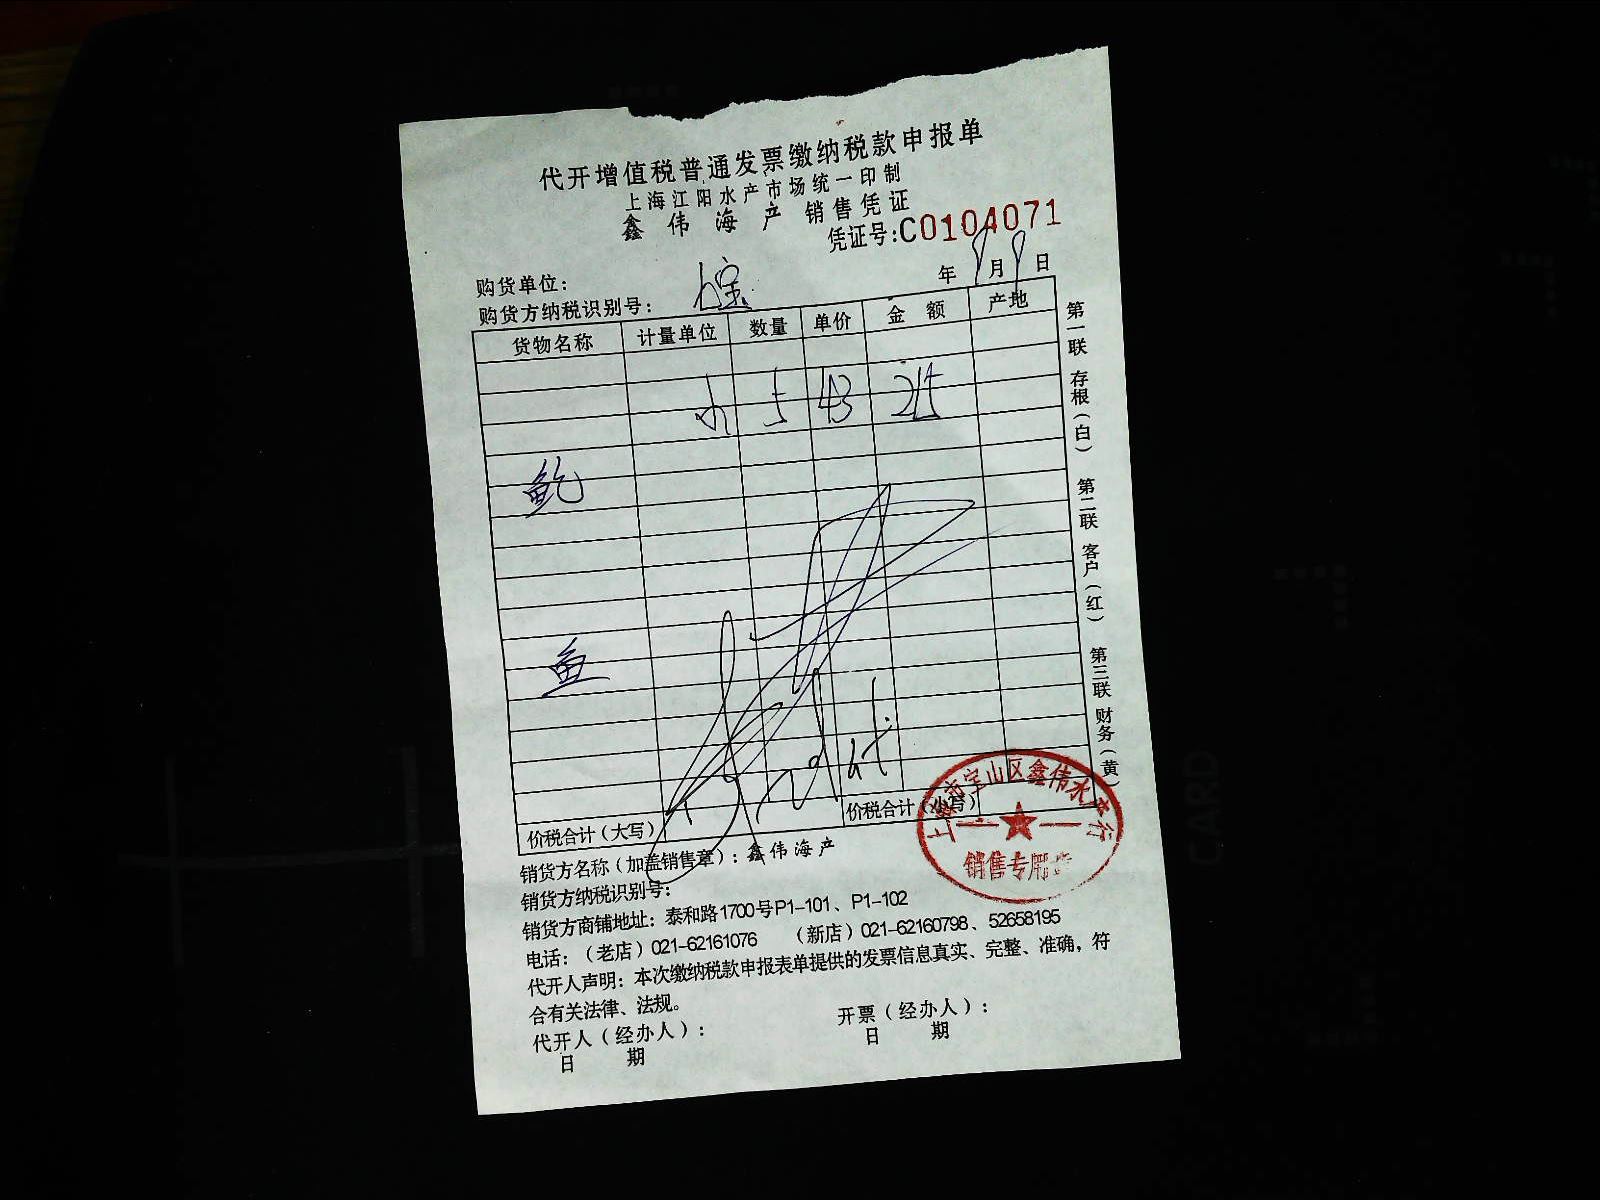 代开增值税普通发票缴纳税款申报单
上海江阳水产市场统一印制
鑫伟海产 销售凭证
凭证号:C0104071
购货单位:
年 9月9日
购货方纳税识别号:
货物名称 计量单位 数量 单价 金额 产地
小 5 43 215
鲍
鱼
价税合计(大写) 价税合计(小写)
第一联 存根(白) 第二联 客户(红) 第三联 财务(黄)
上海市宝山区鑫伟水产行
销售专用章
销货方名称(加盖销售章):鑫伟海产
销货方纳税识别号:
销货方商铺地址:泰和路1700号P1-101、P1-102
电话:(老店)021-62161076 (新店)021-62160798、52658195
代开人声明:本次缴纳税款申报表单提供的发票信息真实、完整、准确,符
合有关法律、法规。
代开人(经办人): 开票(经办人):
日期 日期
CARD